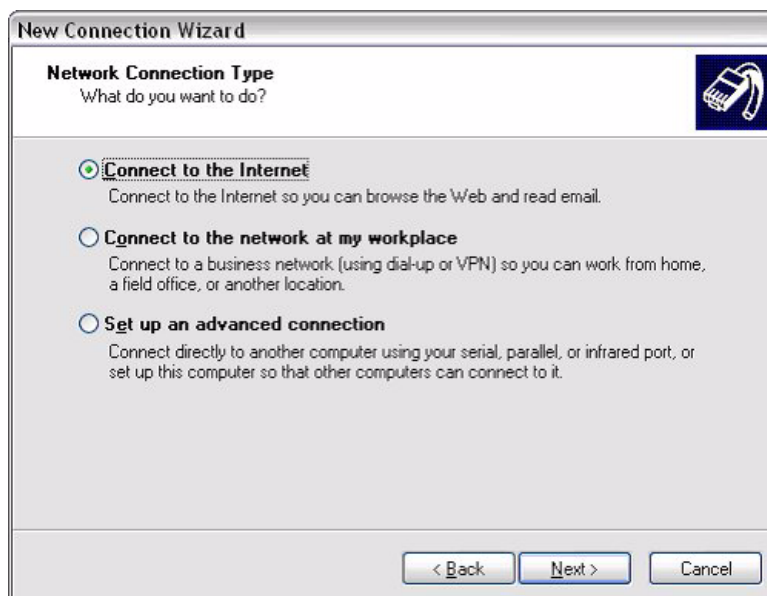 New Connection Wizard
Network Connection Type
What do you want to do?
Connect to the Internet
Connect to the Internet so you can browse the Web and read email.
Connect to the network at my workplace
Connect to a business network (using dial-up or VPN) so you can work from home,
a field office, or another location.
Set up an advanced connection
Connect directly to another computer using your serial, parallel, or infrared port, or
set up this computer so that other computers can connect to it.
< Back
Next >
Cancel